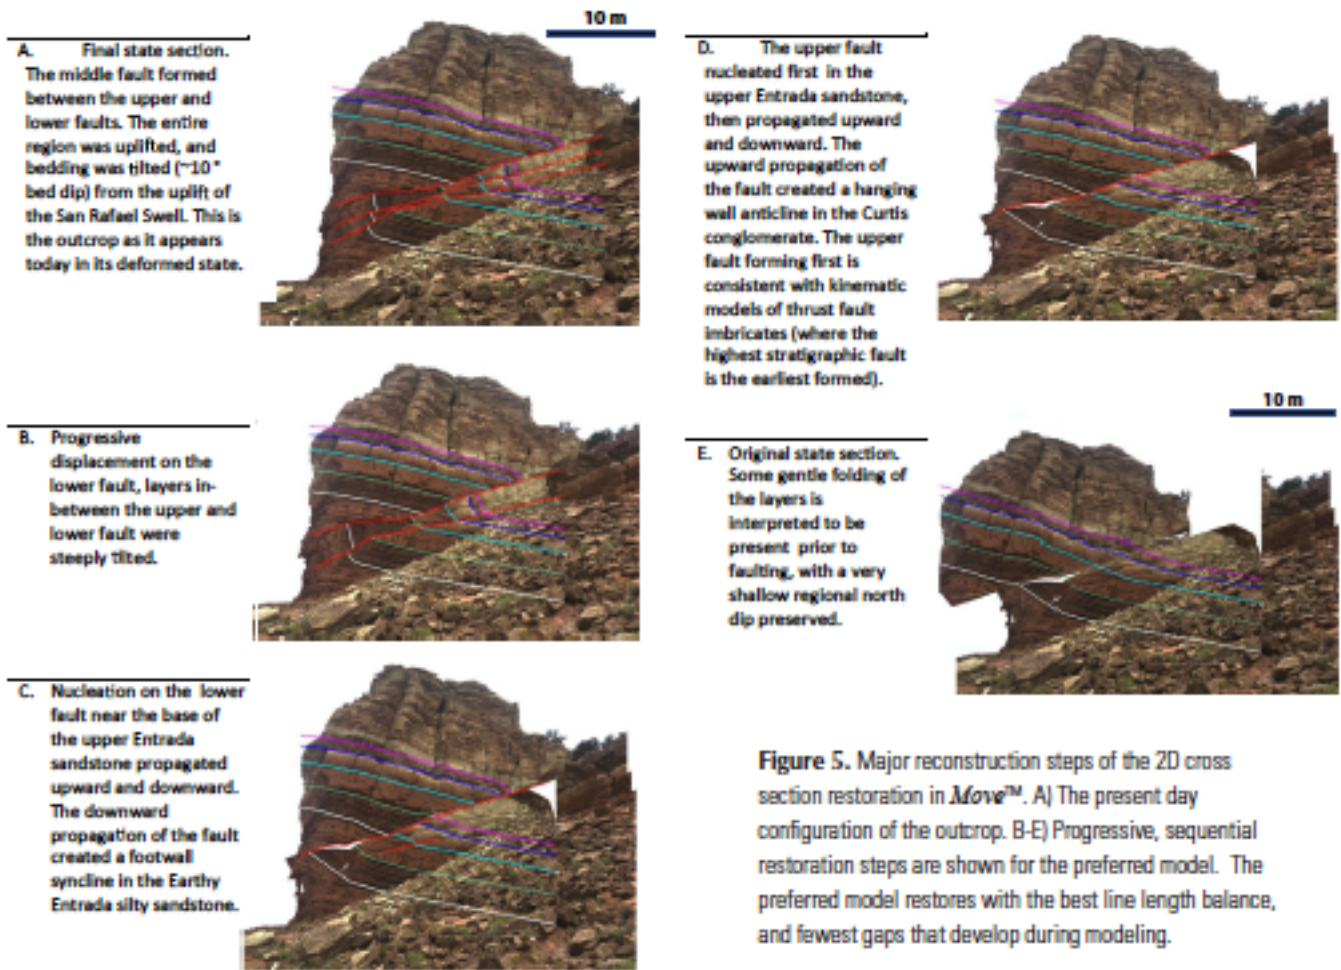 10 m
A. Final state section.
The middle fault formed
between the upper and
lower faults. The entire
region was uplifted, and
bedding was tilted (~10°
bed dip) from the uplift of
the San Rafael Swell. This is
the outcrop as it appears
today in its deformed state.
B. Progressive
displacement on the
lower fault, layers in-
between the upper and
lower fault were
steeply tilted.
C. Nucleation on the lower
fault near the base of
the upper Entrada
sandstone propagated
upward and downward.
The downward
propagation of the fault
created a footwall
syncline in the Earthy
Entrada silty sandstone.
D. The upper fault
nucleated first in the
upper Entrada sandstone,
then propagated upward
and downward. The
upward propagation of
the fault created a hanging
wall anticline in the Curtis
conglomerate. The upper
fault forming first is
consistent with kinematic
models of thrust fault
imbricates (where the
highest stratigraphic fault
is the earliest formed).
10 m
E. Original state section.
Some gentle folding of
the layers is
interpreted to be
present prior to
faulting, with a very
shallow regional north
dip preserved.
Figure 5. Major reconstruction steps of the 2D cross
section restoration in Move™. A) The present day
configuration of the outcrop. B-E) Progressive, sequential
restoration steps are shown for the preferred model. The
preferred model restores with the best line length balance,
and fewest gaps that develop during modeling.